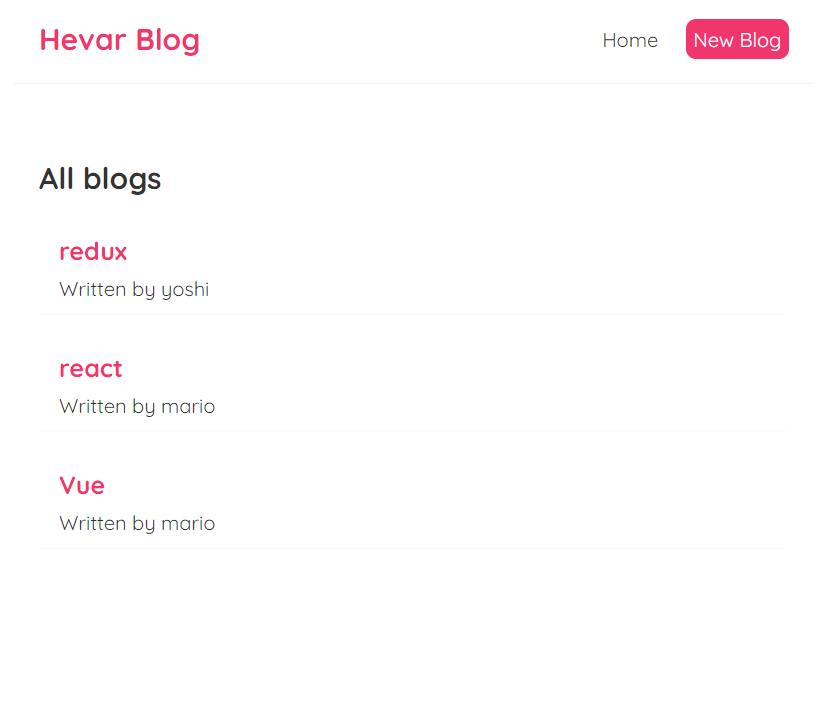 Hevar Blog
Home
New Blog
All blogs
redux
Written by yoshi
react
Written by mario
Vue
Written by mario